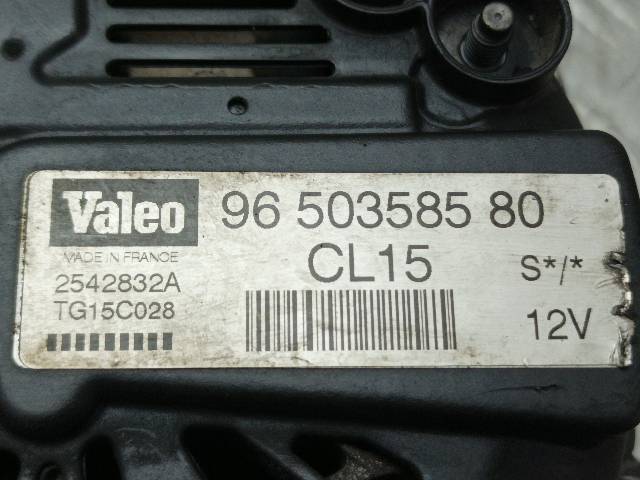 Valeo
96 503585 80
MADE IN FRANCE
CL15
2542832A
S*/*
TG15C028
12V